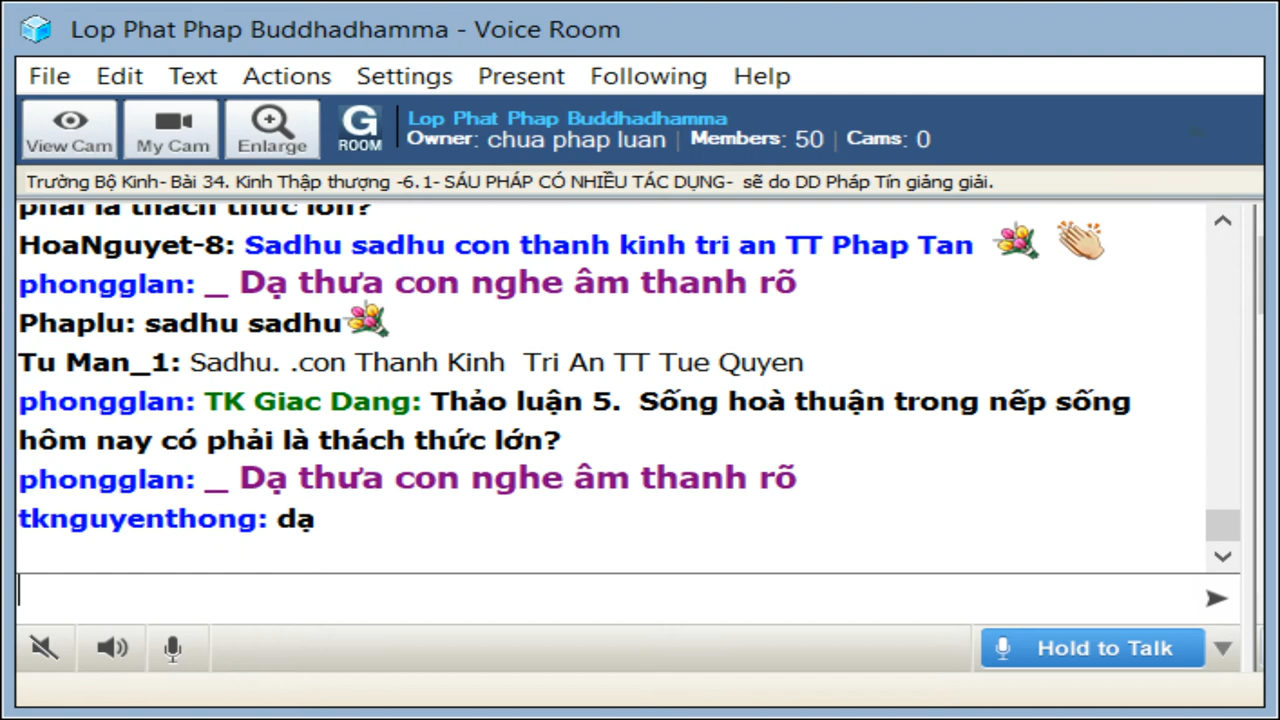 Lop Phat Phap Buddhadhamma - Voice Room
File Edit Text Actions Settings Present Following Help
View Cam My Cam Enlarge G ROOM
Lop Phat Phap Buddhadhamma
Owner: chua phap luan | Members: 50 | Cams: 0
Trường Bộ Kinh- Bài 34. Kinh Thập thượng -6.1- SÁU PHÁP CÓ NHIỀU TÁC DỤNG- sẽ do DD Pháp Tín giảng giải.
phải là thách thức lớn?
HoaNguyet-8: Sadhu sadhu con thanh kinh tri an TT Phap Tan
phongglan: _ Dạ thưa con nghe âm thanh rõ
Phaplu: sadhu sadhu
Tu Man_1: Sadhu. .con Thanh Kinh Tri An TT Tue Quyen
phongglan: TK Giac Dang: Thảo luận 5. Sống hoà thuận trong nếp sống
hôm nay có phải là thách thức lớn?
phongglan: _ Dạ thưa con nghe âm thanh rõ
tknguyenthong: dạ
Hold to Talk